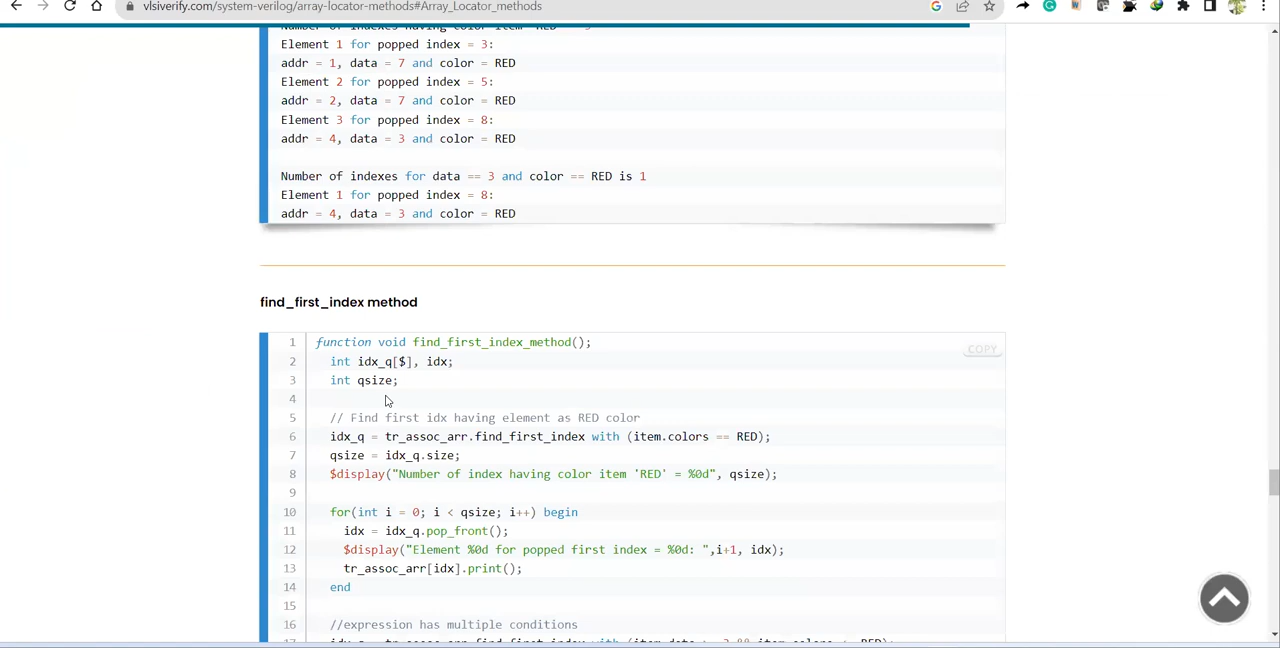 vlsiverify.com/system-verilog/array-locator-methods#Array_Locator_methods
Element 1 for popped index = 3:
addr = 1, data = 7 and color = RED
Element 2 for popped index = 5:
addr = 2, data = 7 and color = RED
Element 3 for popped index = 8:
addr = 4, data = 3 and color = RED
Number of indexes for data == 3 and color == RED is 1
Element 1 for popped index = 8:
addr = 4, data = 3 and color = RED
find_first_index method
COPY
1 function void find_first_index_method();
2 int idx_q[$], idx;
3 int qsize;
4
5 // Find first idx having element as RED color
6 idx_q = tr_assoc_arr.find_first_index with (item.colors == RED);
7 qsize = idx_q.size;
8 $display("Number of index having color item 'RED' = %0d", qsize);
9
10 for(int i = 0; i < qsize; i++) begin
11 idx = idx_q.pop_front();
12 $display("Element %0d for popped first index = %0d: ",i+1, idx);
13 tr_assoc_arr[idx].print();
14 end
15
16 //expression has multiple conditions